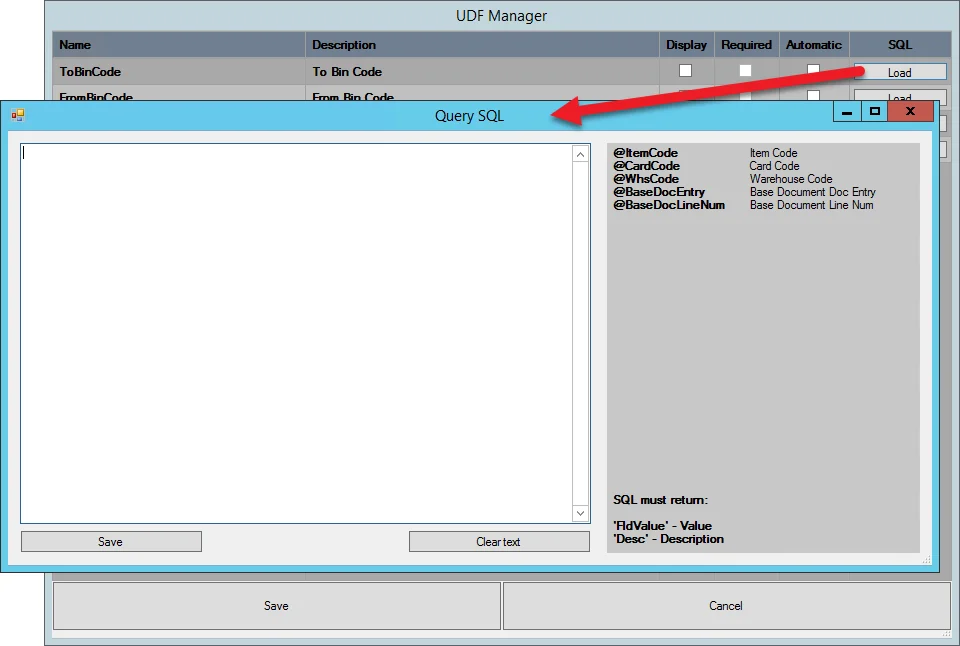 UDF Manager
Name Description Display Required Automatic SQL
ToBinCode To Bin Code Load
FromBinCode From Bin Code Load
Query SQL
@ItemCode Item Code
@CardCode Card Code
@WhsCode Warehouse Code
@BaseDocEntry Base Document Doc Entry
@BaseDocLineNum Base Document Line Num
SQL must return:
'FldValue' - Value
'Desc' - Description
Save Clear text
Save Cancel